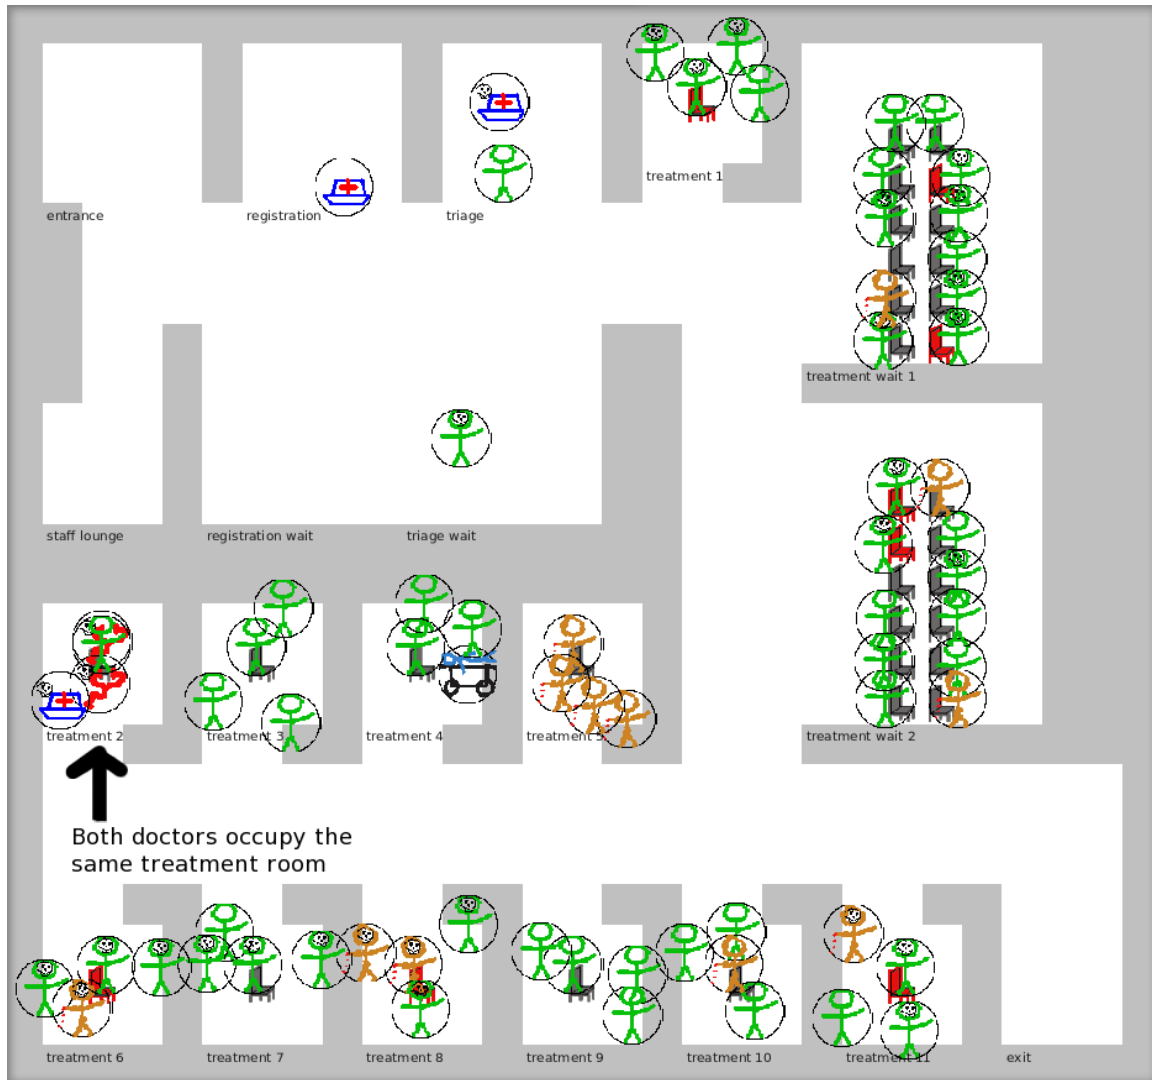 entrance
registration
triage
treatment 1
treatment wait 1
staff lounge
registration wait
triage wait
treatment 2
treatment 3
treatment 4
treatment 5
treatment wait 2
Both doctors occupy the
same treatment room
treatment 6
treatment 7
treatment 8
treatment 9
treatment 10
treatment 11
exit